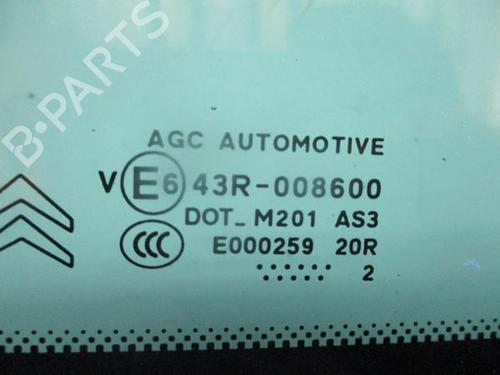 B-PARTS
AGC AUTOMOTIVE
V E6 43R-008600
DOT_M201 AS3
CCC E000259 20R
2